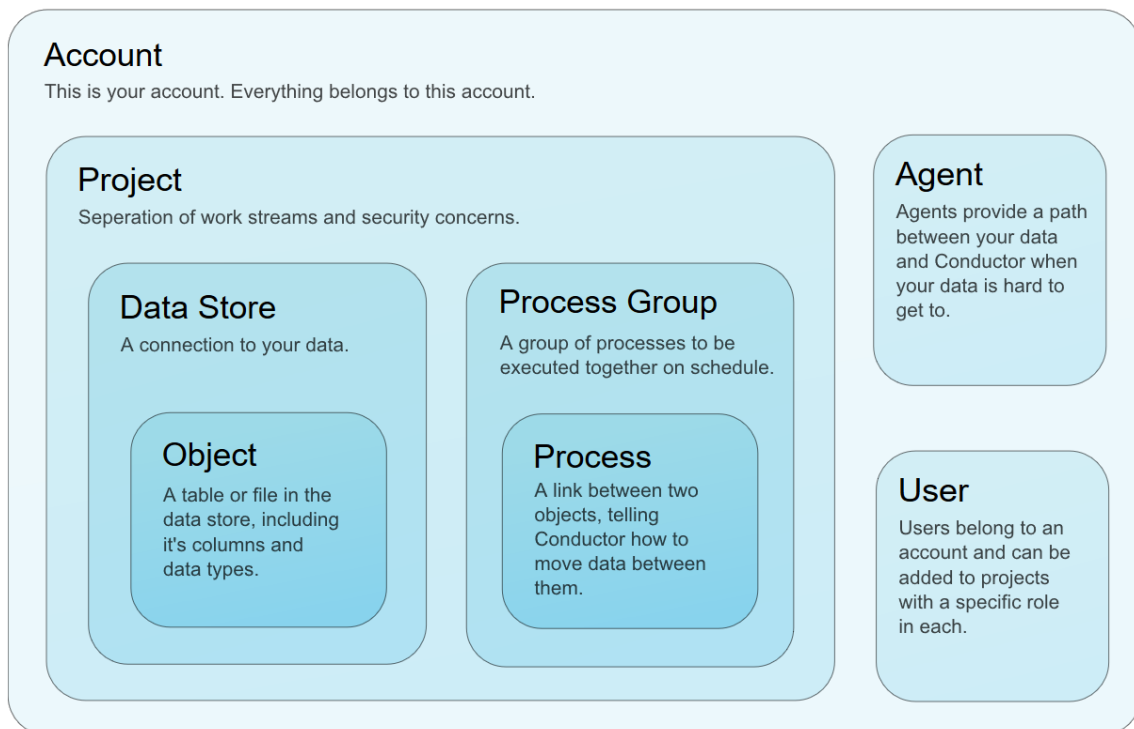 Account
This is your account. Everything belongs to this account.
Project
Seperation of work streams and security concerns.
Data Store
A connection to your data.
Object
A table or file in the
data store, including
it's columns and
data types.
Process Group
A group of processes to be
executed together on schedule.
Process
A link between two
objects, telling
Conductor how to
move data between
them.
Agent
Agents provide a path
between your data
and Conductor when
your data is hard to
get to.
User
Users belong to an
account and can be
added to projects
with a specific role
in each.